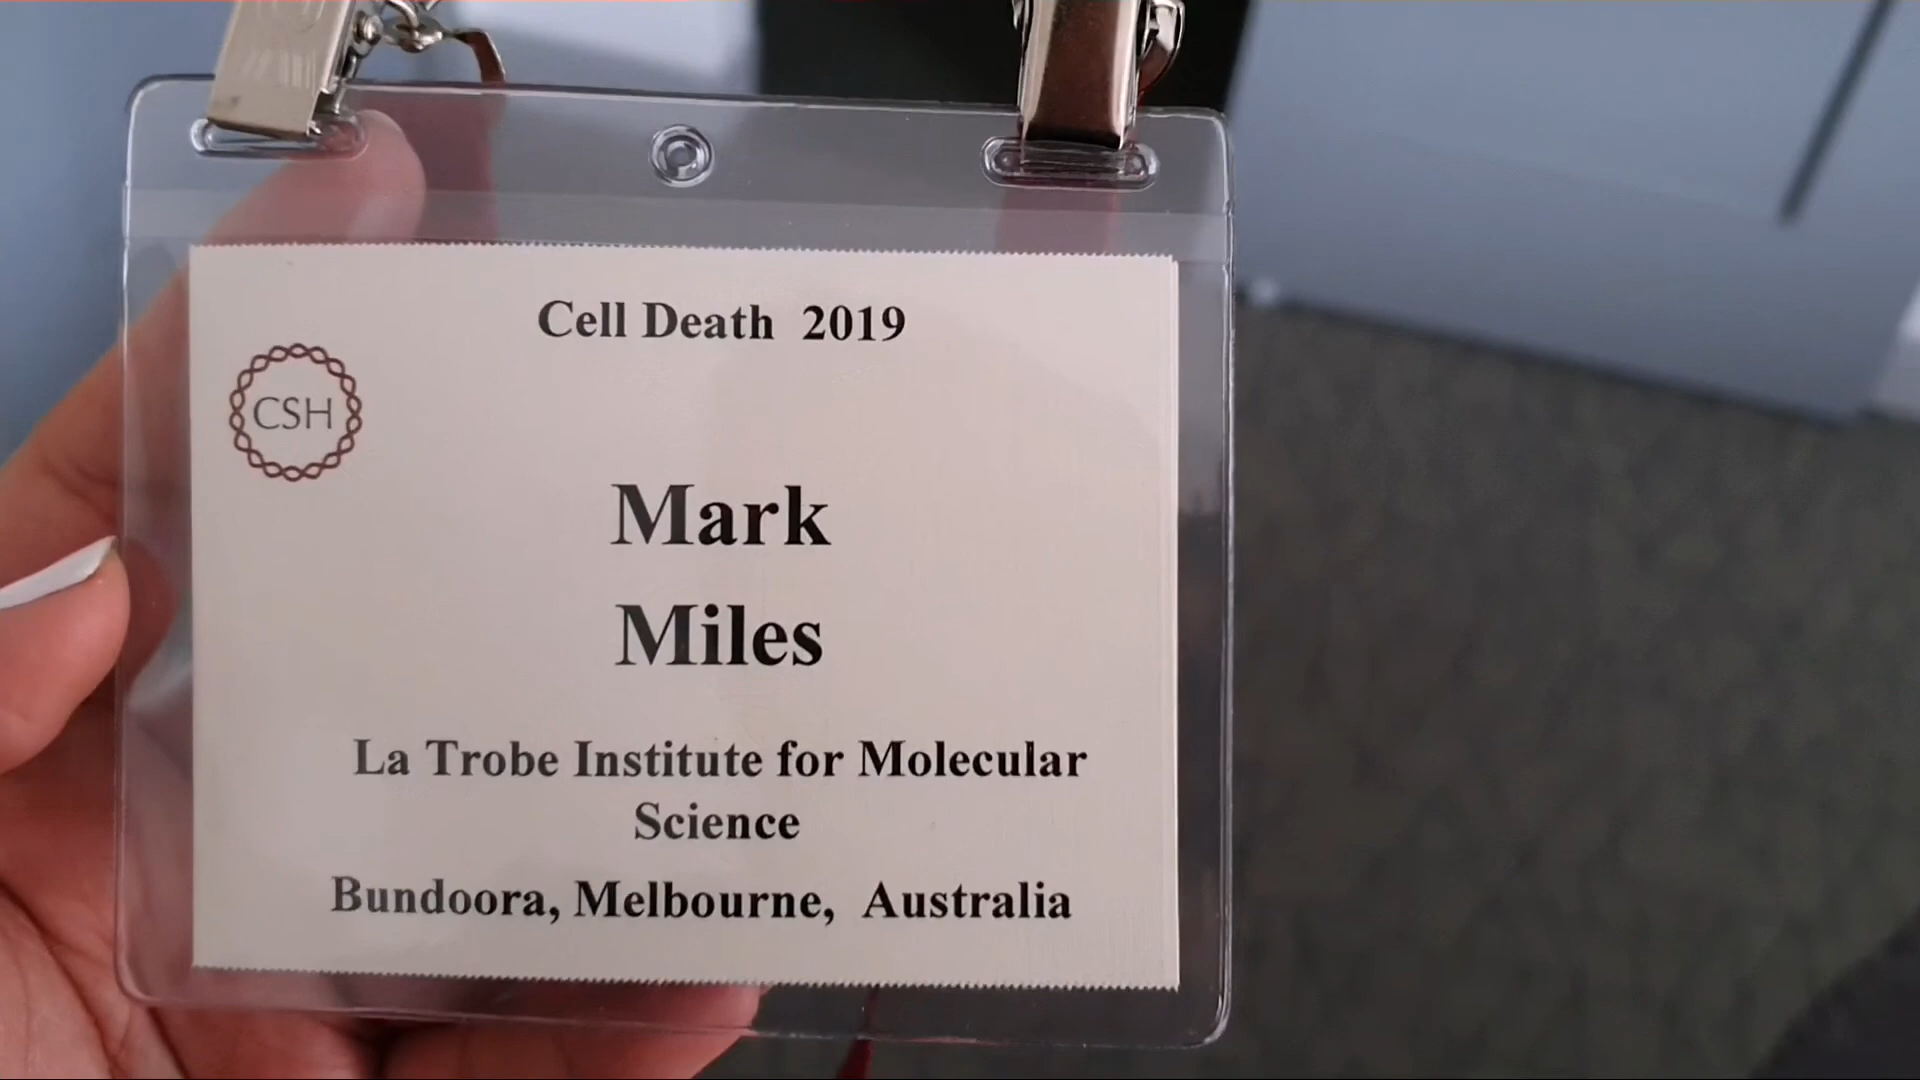 Cell Death 2019
CSH
Mark
Miles
La Trobe Institute for Molecular
Science
Bundoora, Melbourne, Australia